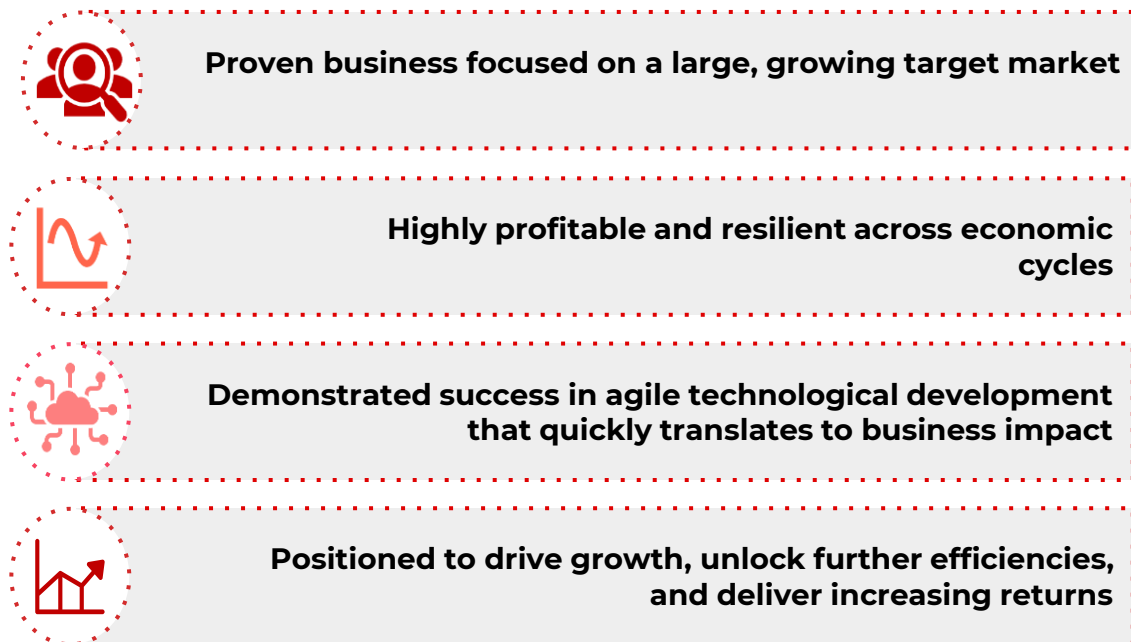 Proven business focused on a large, growing target market
Highly profitable and resilient across economic
cycles
Demonstrated success in agile technological development
that quickly translates to business impact
Positioned to drive growth, unlock further efficiencies,
and deliver increasing returns